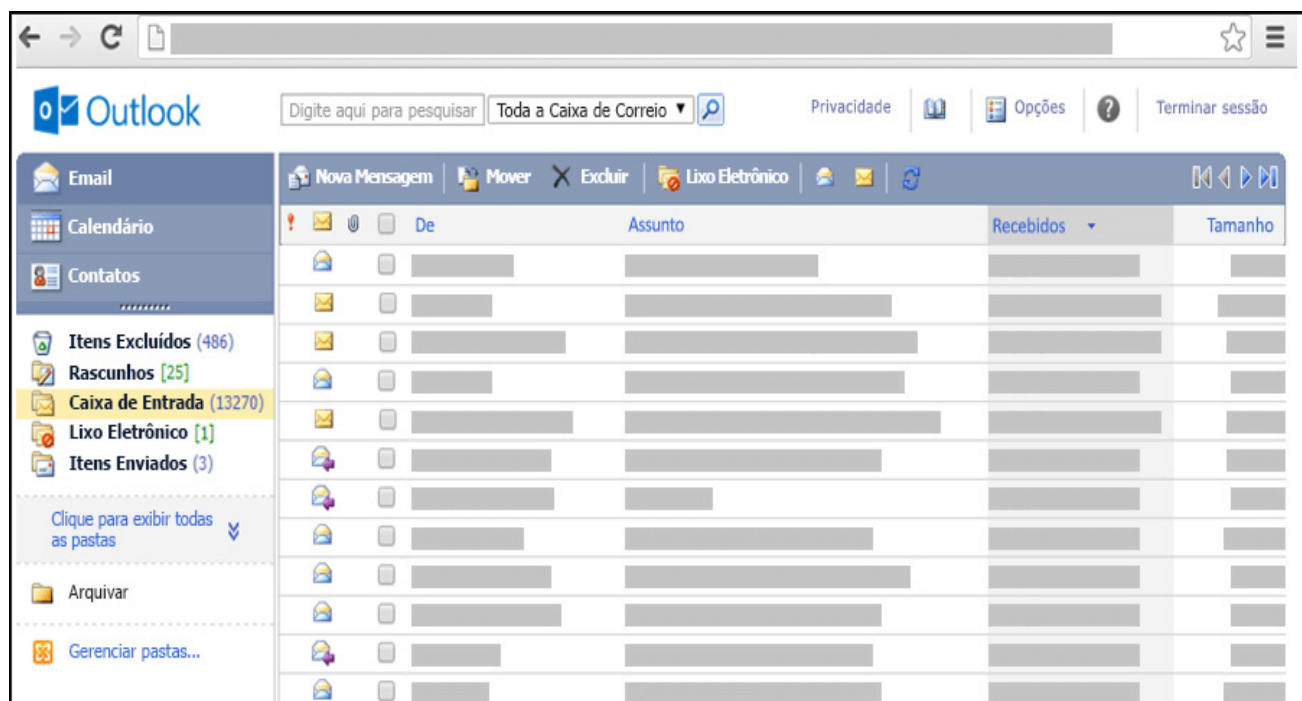 Outlook
Digite aqui para pesquisar Toda a Caixa de Correio Privacidade Opções Terminar sessão
Email
Calendário
Contatos
Itens Excluídos (486)
Rascunhos [25]
Caixa de Entrada (13270)
Lixo Eletrônico [1]
Itens Enviados (3)
Clique para exibir todas
as pastas
Arquivar
Gerenciar pastas...
Nova Mensagem Mover Excluir Lixo Eletrônico
De Assunto Recebidos Tamanho